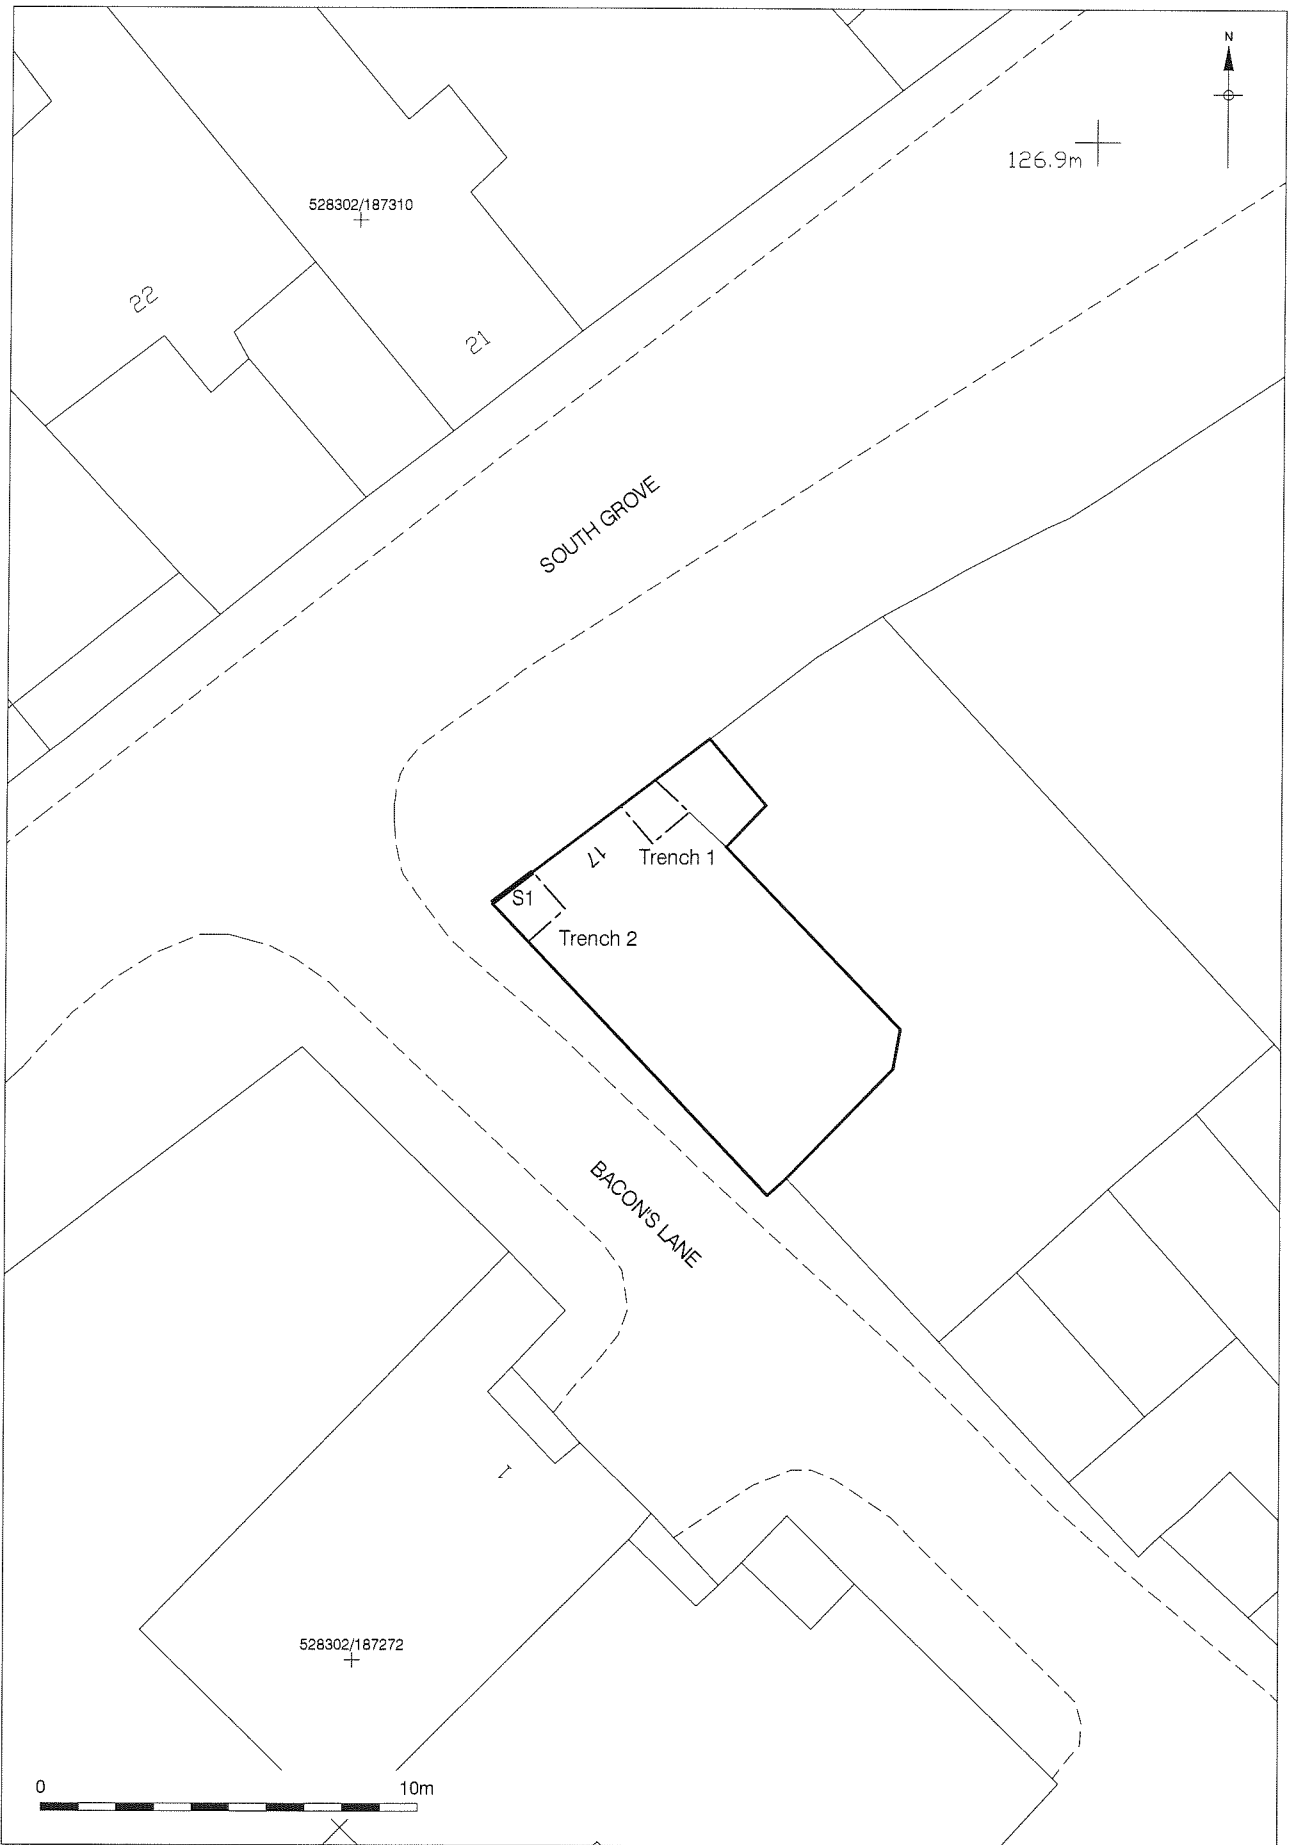 N
126.9m
528302/187310
22
21
SOUTH GROVE
17
Trench 1
S1
Trench 2
BACON'S LANE
1
528302/187272
0 10m